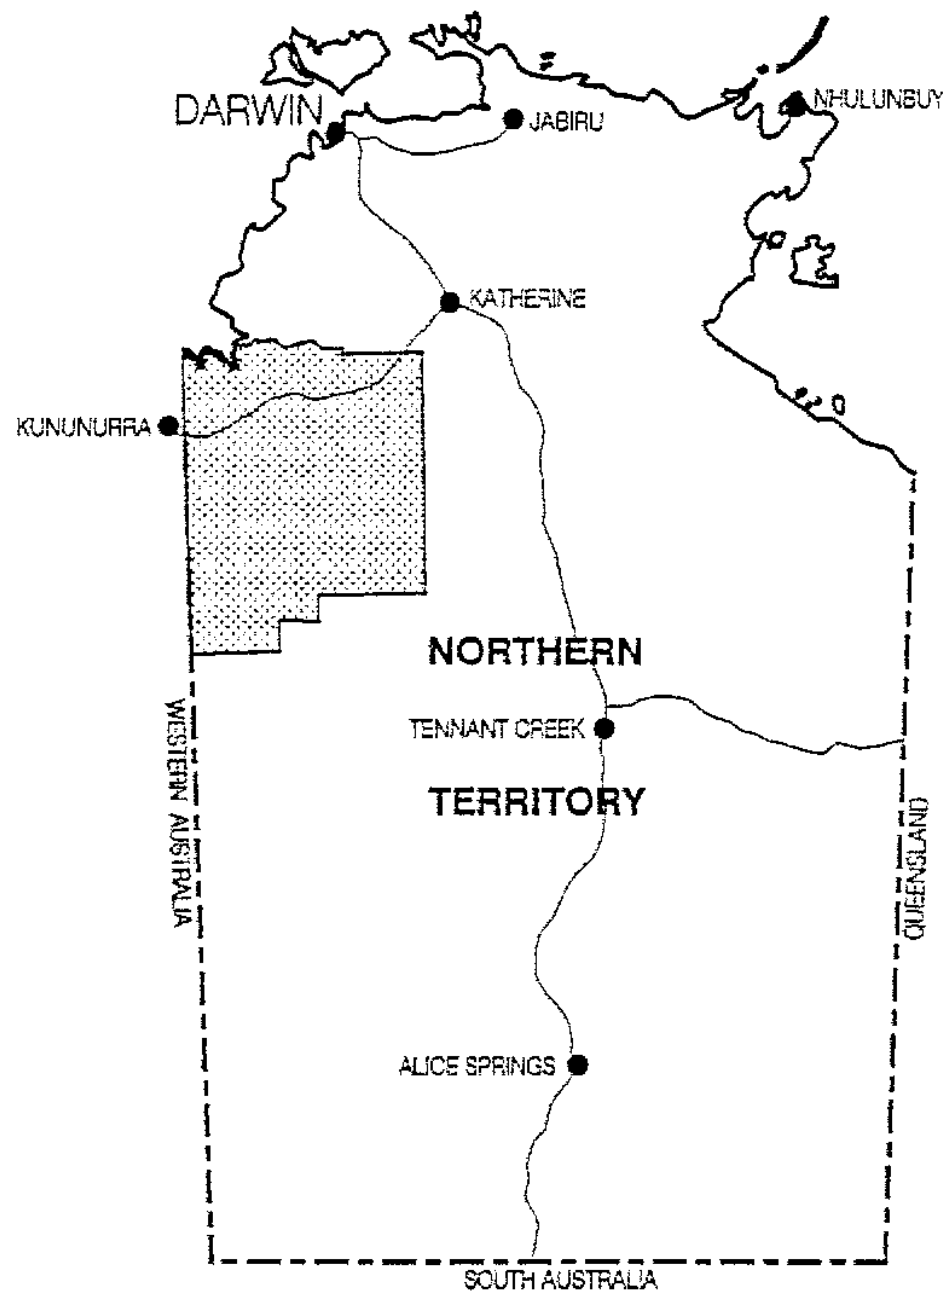 DARWIN
NHULUNBUY
JABIRU
KATHERINE
KUNUNURRA
NORTHERN
TENNANT CREEK
TERRITORY
WESTERN AUSTRALIA
QUEENSLAND
ALICE SPRINGS
SOUTH AUSTRALIA